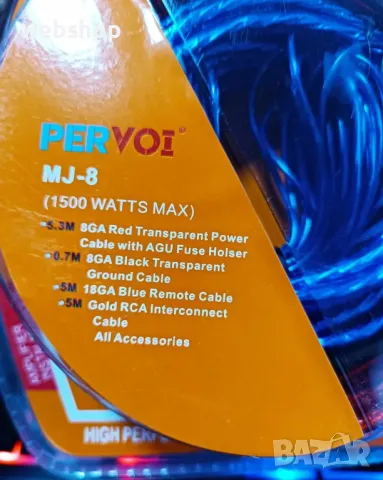 webshop
PERVOI®
MJ-8
(1500 WATTS MAX)
5.3M 8GA Red Transparent Power
Cable with AGU Fuse Holser
0.7M 8GA Black Transparent
Ground Cable
5M 18GA Blue Remote Cable
5M Gold RCA Interconnect
Cable
All Accessories
HIGH
BAZAR